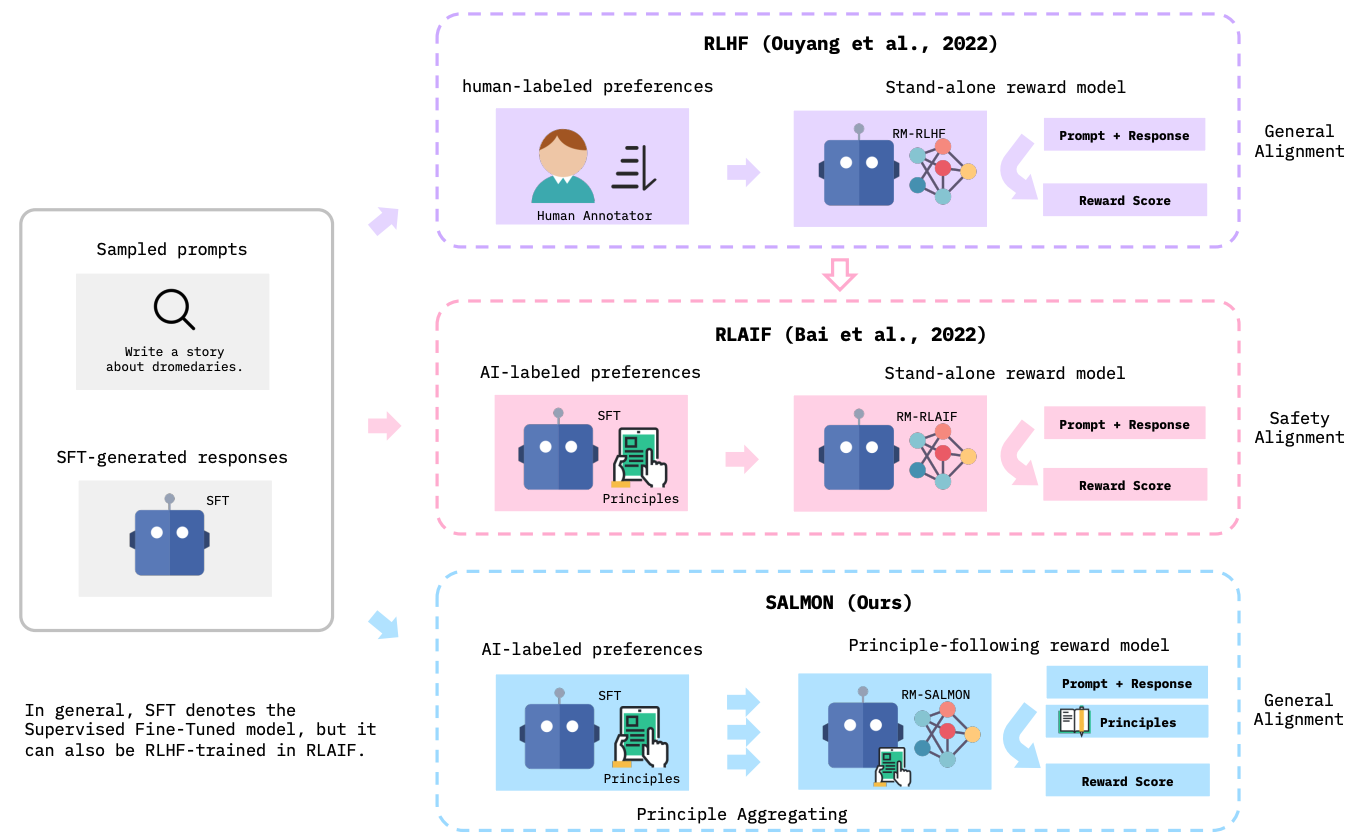 Sampled prompts
Write a story
about dromedaries.
SFT-generated responses
SFT
In general, SFT denotes the
Supervised Fine-Tuned model, but it
can also be RLHF-trained in RLAIF.
RLHF (Ouyang et al., 2022)
human-labeled preferences
Human Annotator
Stand-alone reward model
RM-RLHF
Prompt + Response
Reward Score
General
Alignment
RLAIF (Bai et al., 2022)
AI-labeled preferences
SFT
Principles
Stand-alone reward model
RM-RLAIF
Prompt + Response
Reward Score
Safety
Alignment
SALMON (Ours)
AI-labeled preferences
SFT
Principles
Principle Aggregating
Principle-following reward model
RM-SALMON
Prompt + Response
Principles
Reward Score
General
Alignment